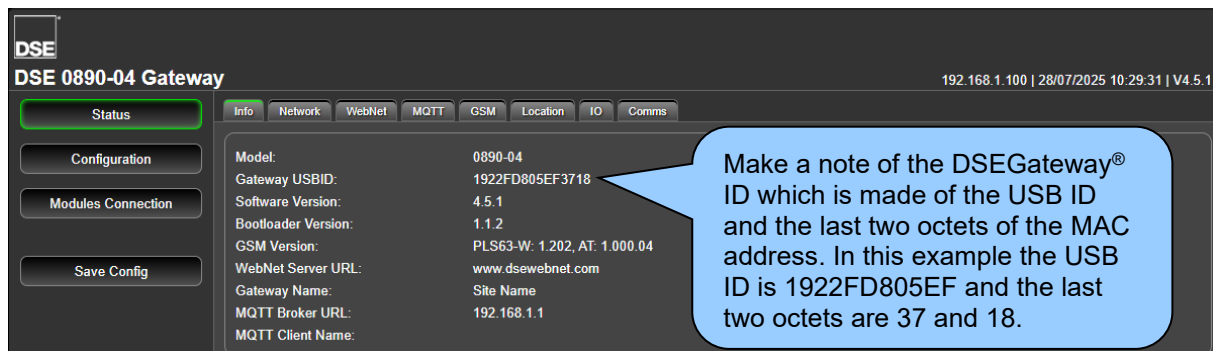 DSE
DSE 0890-04 Gateway
192.168.1.100 | 28/07/2025 10:29:31 | V4.5.1
Status
Configuration
Modules Connection
Save Config
Info Network WebNet MQTT GSM Location IO Comms
Model: 0890-04
Gateway USBID: 1922FD805EF3718
Software Version: 4.5.1
Bootloader Version: 1.1.2
GSM Version: PLS63-W: 1.202, AT: 1.000.04
WebNet Server URL: www.dsewebnet.com
Gateway Name: Site Name
MQTT Broker URL: 192.168.1.1
MQTT Client Name:
Make a note of the DSEGateway®
ID which is made of the USB ID
and the last two octets of the MAC
address. In this example the USB
ID is 1922FD805EF and the last
two octets are 37 and 18.